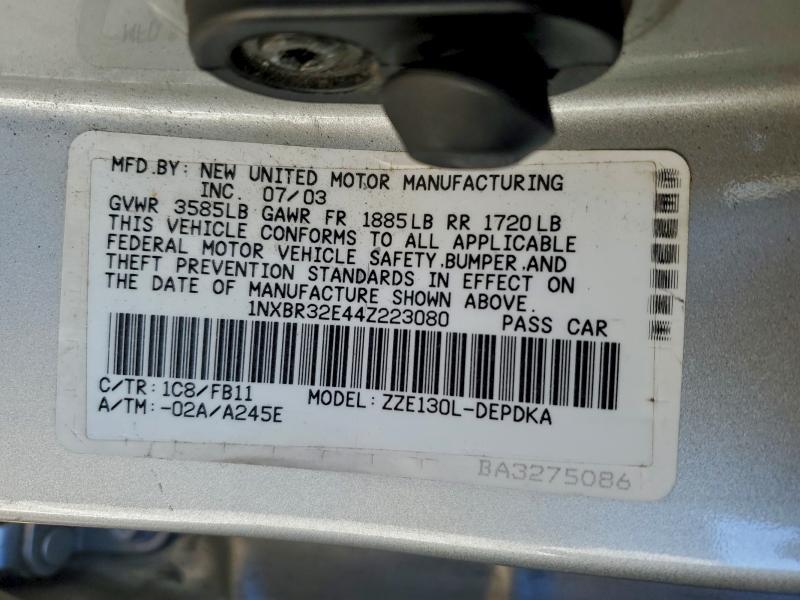 MFD.BY: NEW UNITED MOTOR MANUFACTURING
INC. 07/03
GVWR 3585LB GAWR FR 1885LB RR 1720LB
THIS VEHICLE CONFORMS TO ALL APPLICABLE
FEDERAL MOTOR VEHICLE SAFETY.BUMPER.AND
THEFT PREVENTION STANDARDS IN EFFECT ON
THE DATE OF MANUFACTURE SHOWN ABOVE.
1NXBR32E44Z223080 PASS CAR
C/TR: 1C8/FB11 MODEL: ZZE130L-DEPDKA
A/TM: -02A/A245E
BA3275086